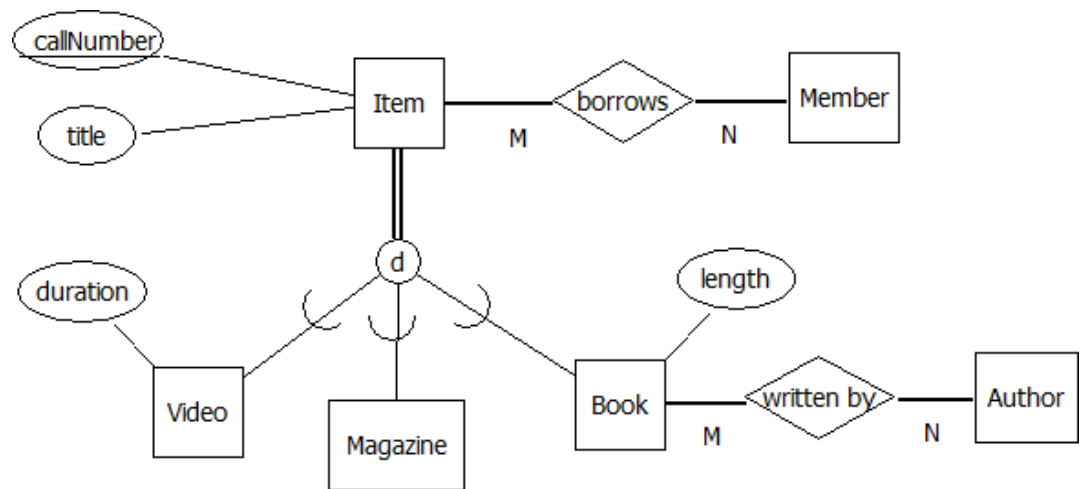 callNumber
title
Item
borrows
Member
M
N
d
duration
length
Video
Magazine
Book
written by
Author
M
N